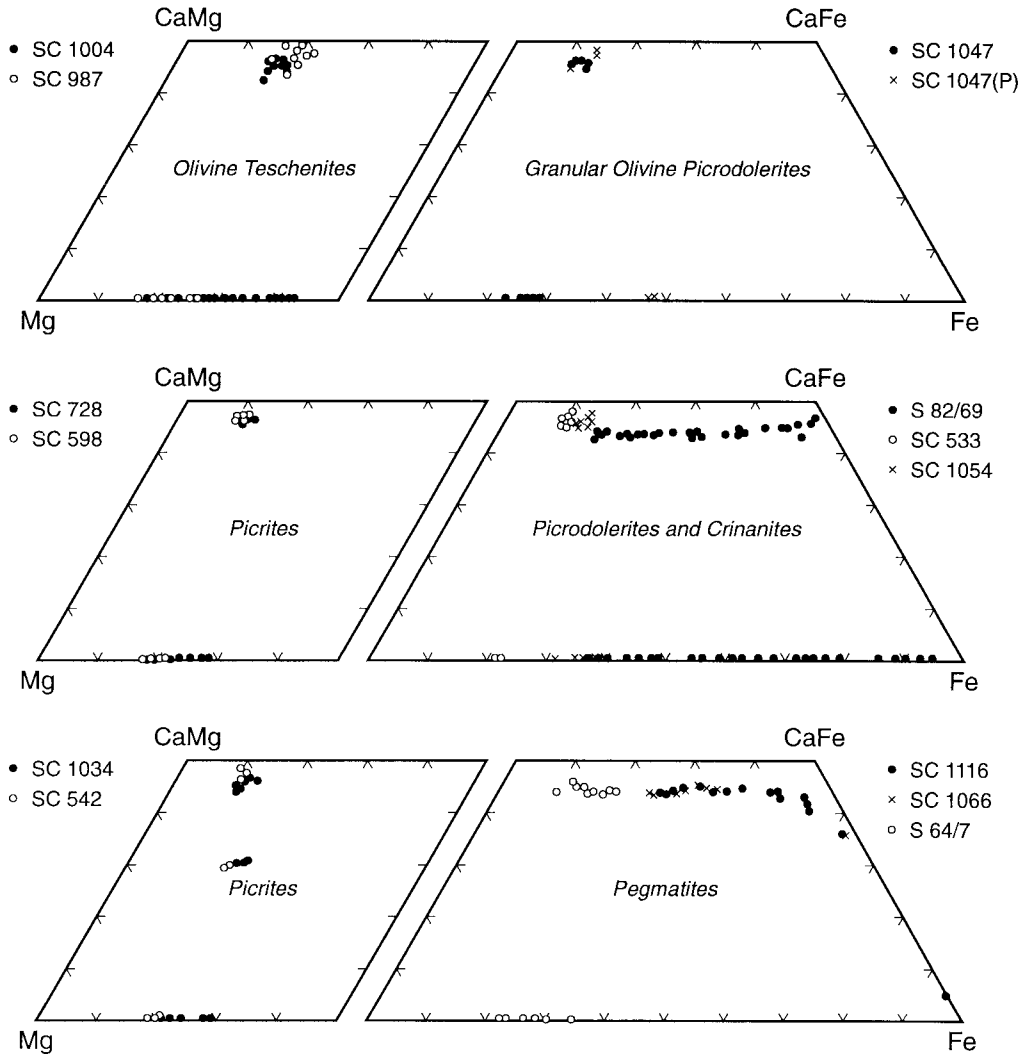 CaMg
CaFe
● SC 1004
○ SC 987
● SC 1047
× SC 1047(P)
Olivine Teschenites
Granular Olivine Picrodolerites
Mg
Fe
CaMg
CaFe
● SC 728
○ SC 598
● S 82/69
○ SC 533
× SC 1054
Picrites
Picrodolerites and Crinanites
Mg
Fe
CaMg
CaFe
● SC 1034
○ SC 542
● SC 1116
× SC 1066
○ S 64/7
Picrites
Pegmatites
Mg
Fe